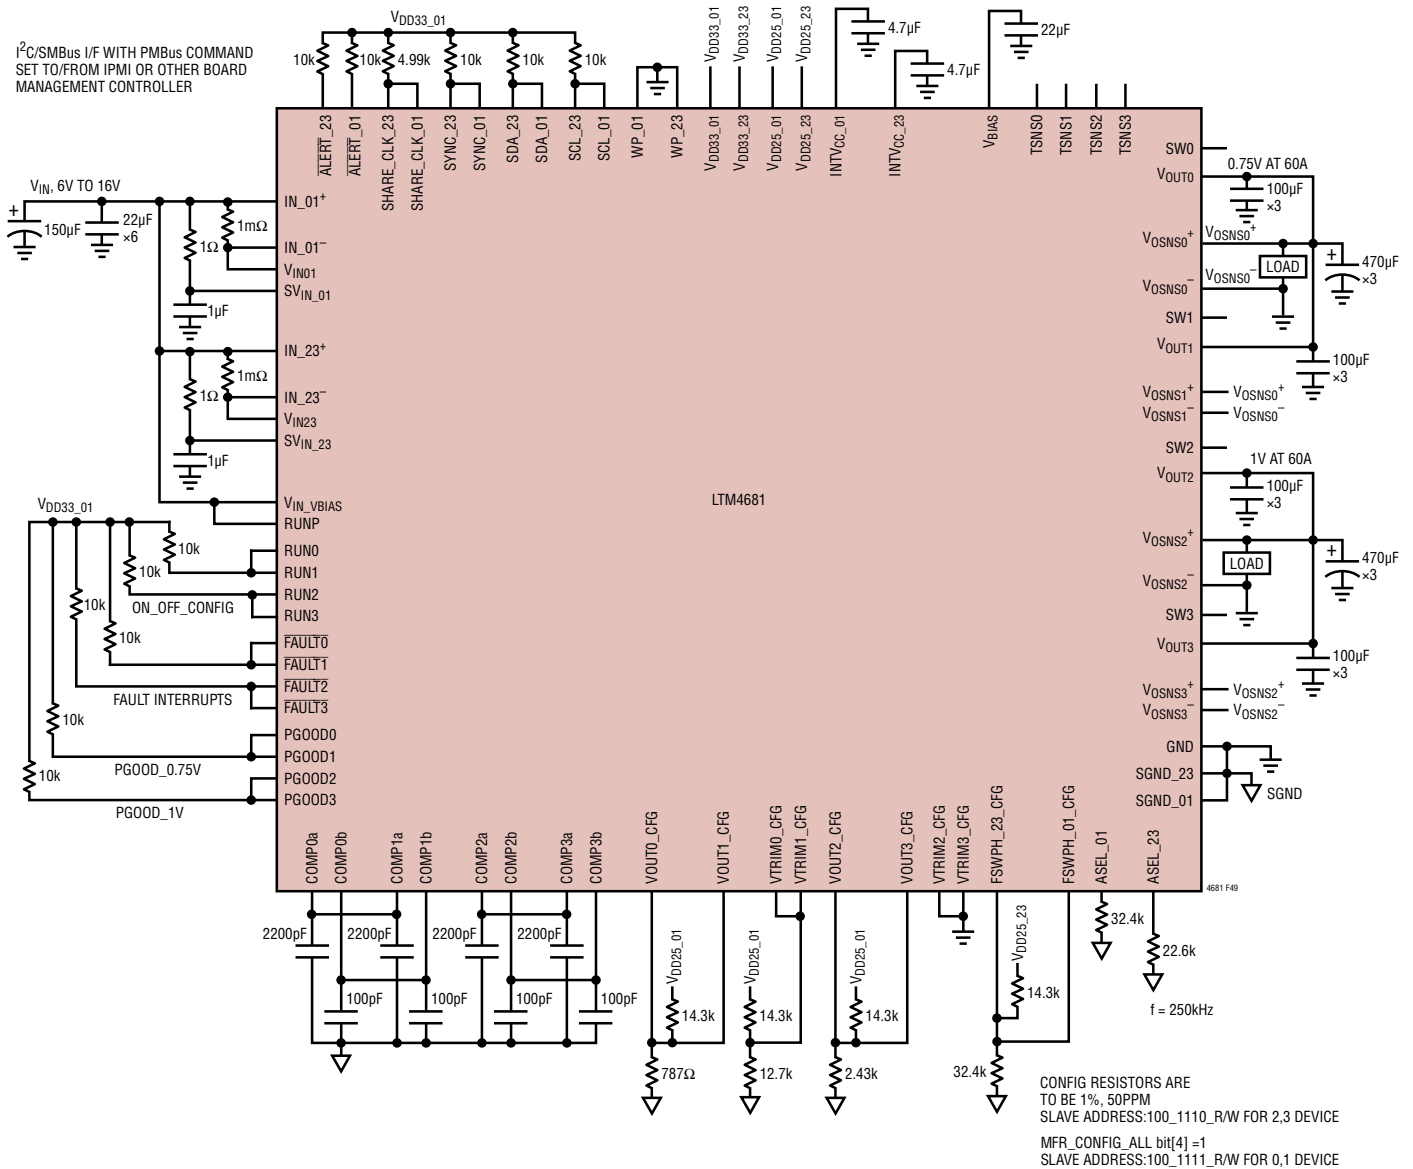 I2C/SMBus I/F WITH PMBus COMMAND
SET TO/FROM IPMI OR OTHER BOARD
MANAGEMENT CONTROLLER
VDD33_01
10k
10k
4.99k
10k
10k
10k
VDD33_01
VDD33_23
VDD25_01
VDD25_23
4.7µF
4.7µF
22µF
ALERT_23
ALERT_01
SHARE_CLK_23
SHARE_CLK_01
SYNC_23
SYNC_01
SDA_23
SDA_01
SCL_23
SCL_01
WP_01
WP_23
VDD33_01
VDD33_23
VDD25_01
VDD25_23
INTVCC_01
INTVCC_23
VBIAS
TSNS0
TSNS1
TSNS2
TSNS3
VIN, 6V TO 16V
150µF
22µF
×6
1Ω
1mΩ
1µF
1Ω
1mΩ
1µF
IN_01+
IN_01−
VIN01
SVIN_01
IN_23+
IN_23−
VIN23
SVIN_23
VIN_VBIAS
RUNP
RUN0
RUN1
RUN2
RUN3
FAULT0
FAULT1
FAULT2
FAULT3
PGOOD0
PGOOD1
PGOOD2
PGOOD3
VDD33_01
10k
10k
ON_OFF_CONFIG
10k
10k
FAULT INTERRUPTS
10k
PGOOD_0.75V
10k
PGOOD_1V
LTM4681
SW0
VOUT0
VOSNS0+
VOSNS0−
SW1
VOUT1
VOSNS1+
VOSNS1−
SW2
VOUT2
VOSNS2+
VOSNS2−
SW3
VOUT3
VOSNS3+
VOSNS3−
GND
SGND_23
SGND_01
0.75V AT 60A
100µF
×3
VOSNS0+
LOAD
VOSNS0−
470µF
×3
100µF
×3
VOSNS0+
VOSNS0−
1V AT 60A
100µF
×3
LOAD
470µF
×3
100µF
×3
VOSNS2+
VOSNS2−
SGND
COMP0a
COMP0b
COMP1a
COMP1b
COMP2a
COMP2b
COMP3a
COMP3b
VOUT0_CFG
VOUT1_CFG
VTRIM0_CFG
VTRIM1_CFG
VOUT2_CFG
VOUT3_CFG
VTRIM2_CFG
VTRIM3_CFG
FSWPH_23_CFG
FSWPH_01_CFG
ASEL_01
ASEL_23
4681 F49
2200pF
2200pF
2200pF
2200pF
100pF
100pF
100pF
100pF
VDD25_01
14.3k
787Ω
VDD25_01
14.3k
12.7k
VDD25_01
14.3k
2.43k
VDD25_23
14.3k
32.4k
32.4k
22.6k
f = 250kHz
CONFIG RESISTORS ARE
TO BE 1%, 50PPM
SLAVE ADDRESS:100_1110_R/W FOR 2,3 DEVICE
MFR_CONFIG_ALL bit[4] =1
SLAVE ADDRESS:100_1111_R/W FOR 0,1 DEVICE